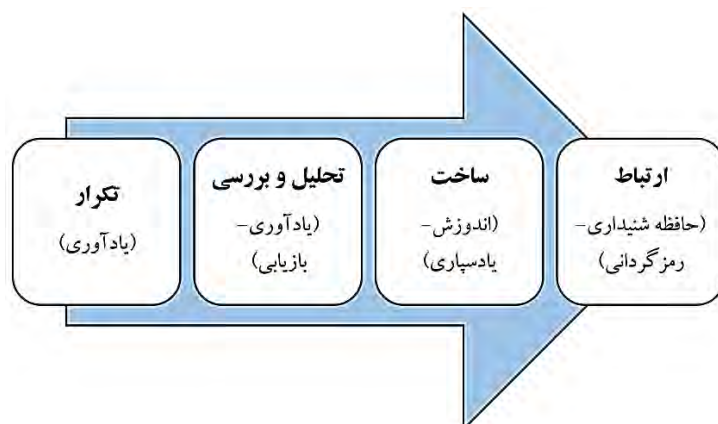 ارتباط
(حافظه شنیداری-
رمزگردانی)
ساخت
(اندوزش-
یادسپاری)
تحلیل و بررسی
(یادآوری-
بازیابی)
تکرار
(یادآوری)